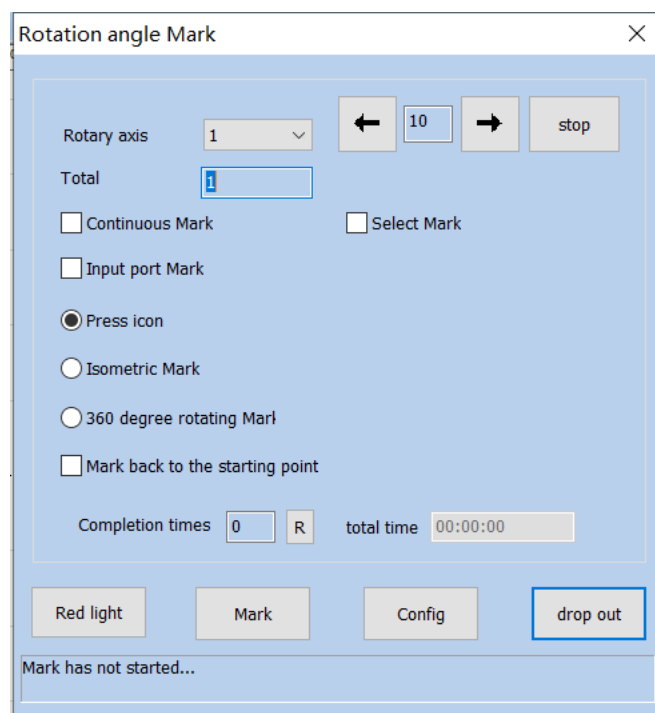 Rotation angle Mark
Rotary axis 1 10 stop
Total 1
Continuous Mark Select Mark
Input port Mark
Press icon
Isometric Mark
360 degree rotating Mark
Mark back to the starting point
Completion times 0 R total time 00:00:00
Red light Mark Config drop out
Mark has not started...